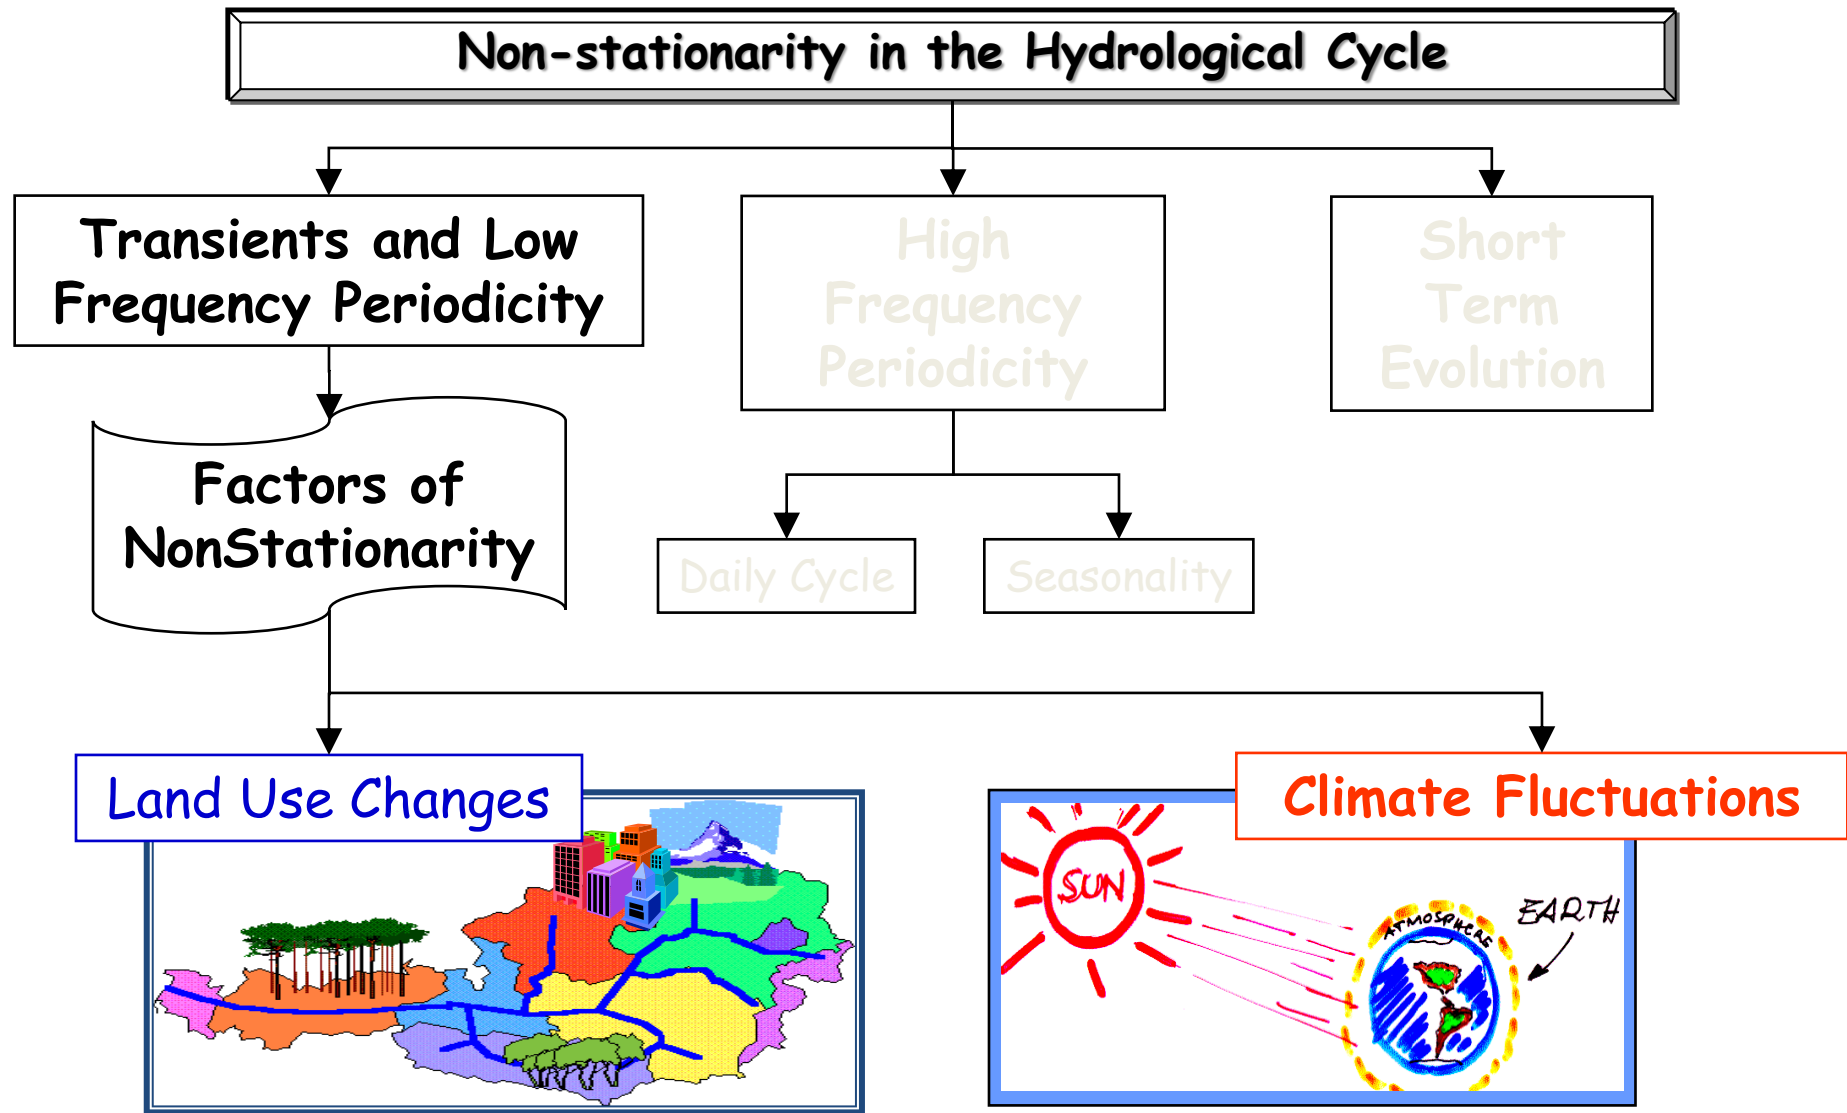 Non-stationarity in the Hydrological Cycle
Transients and Low
Frequency Periodicity
High
Frequency
Periodicity
Short
Term
Evolution
Factors of
NonStationarity
Daily Cycle
Seasonality
Land Use Changes
Climate Fluctuations
SUN
ATMOSPHERE
EARTH